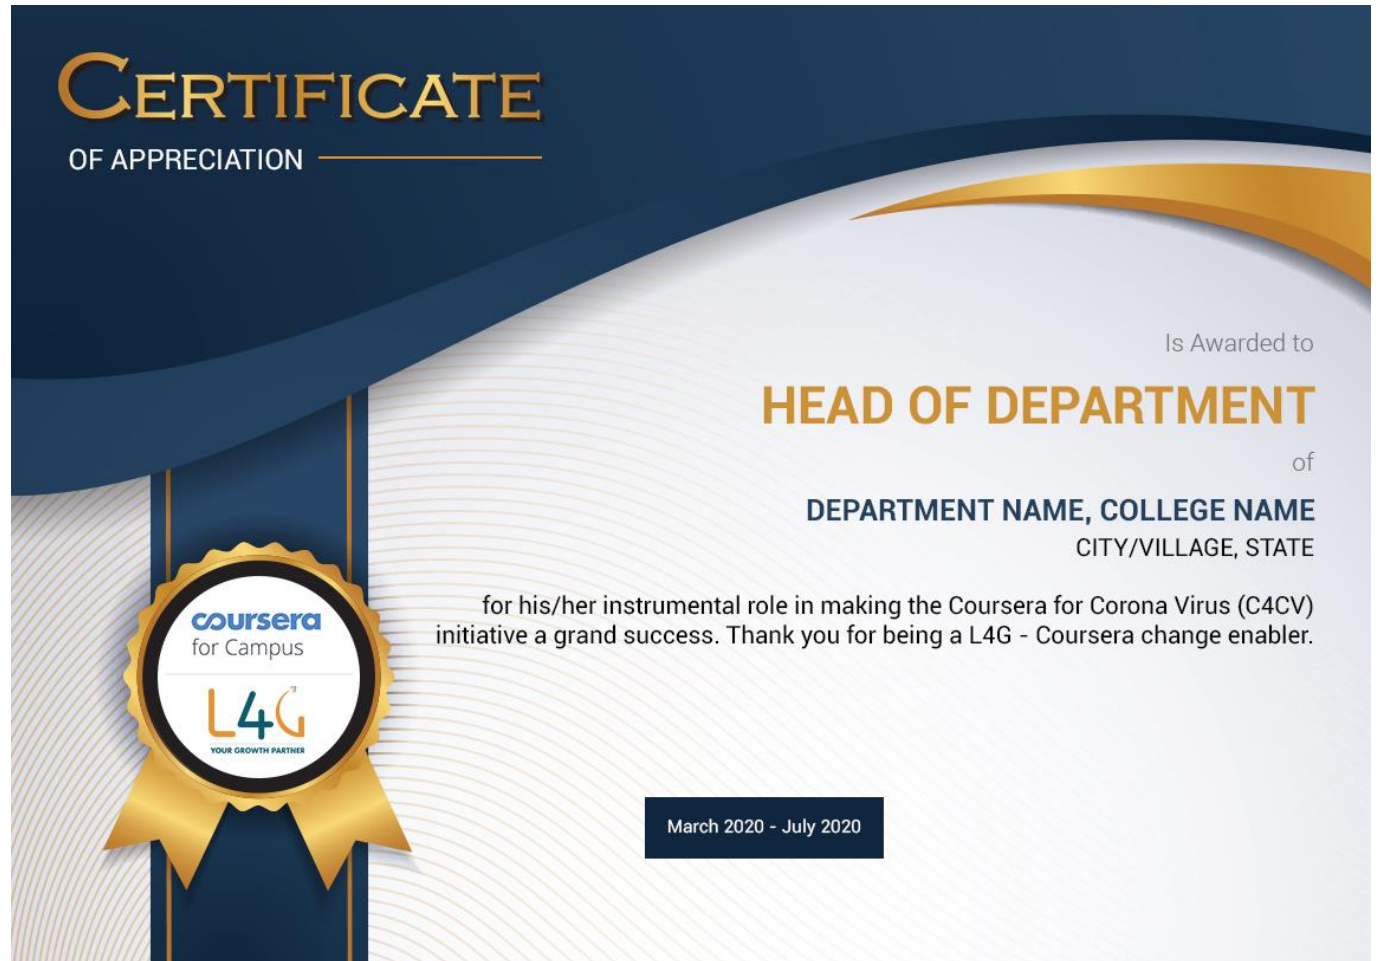 CERTIFICATE
OF APPRECIATION
Is Awarded to
HEAD OF DEPARTMENT
of
DEPARTMENT NAME, COLLEGE NAME
CITY/VILLAGE, STATE
for his/her instrumental role in making the Coursera for Corona Virus (C4CV)
initiative a grand success. Thank you for being a L4G - Coursera change enabler.
coursera
for Campus
L4G
YOUR GROWTH PARTNER
March 2020 - July 2020